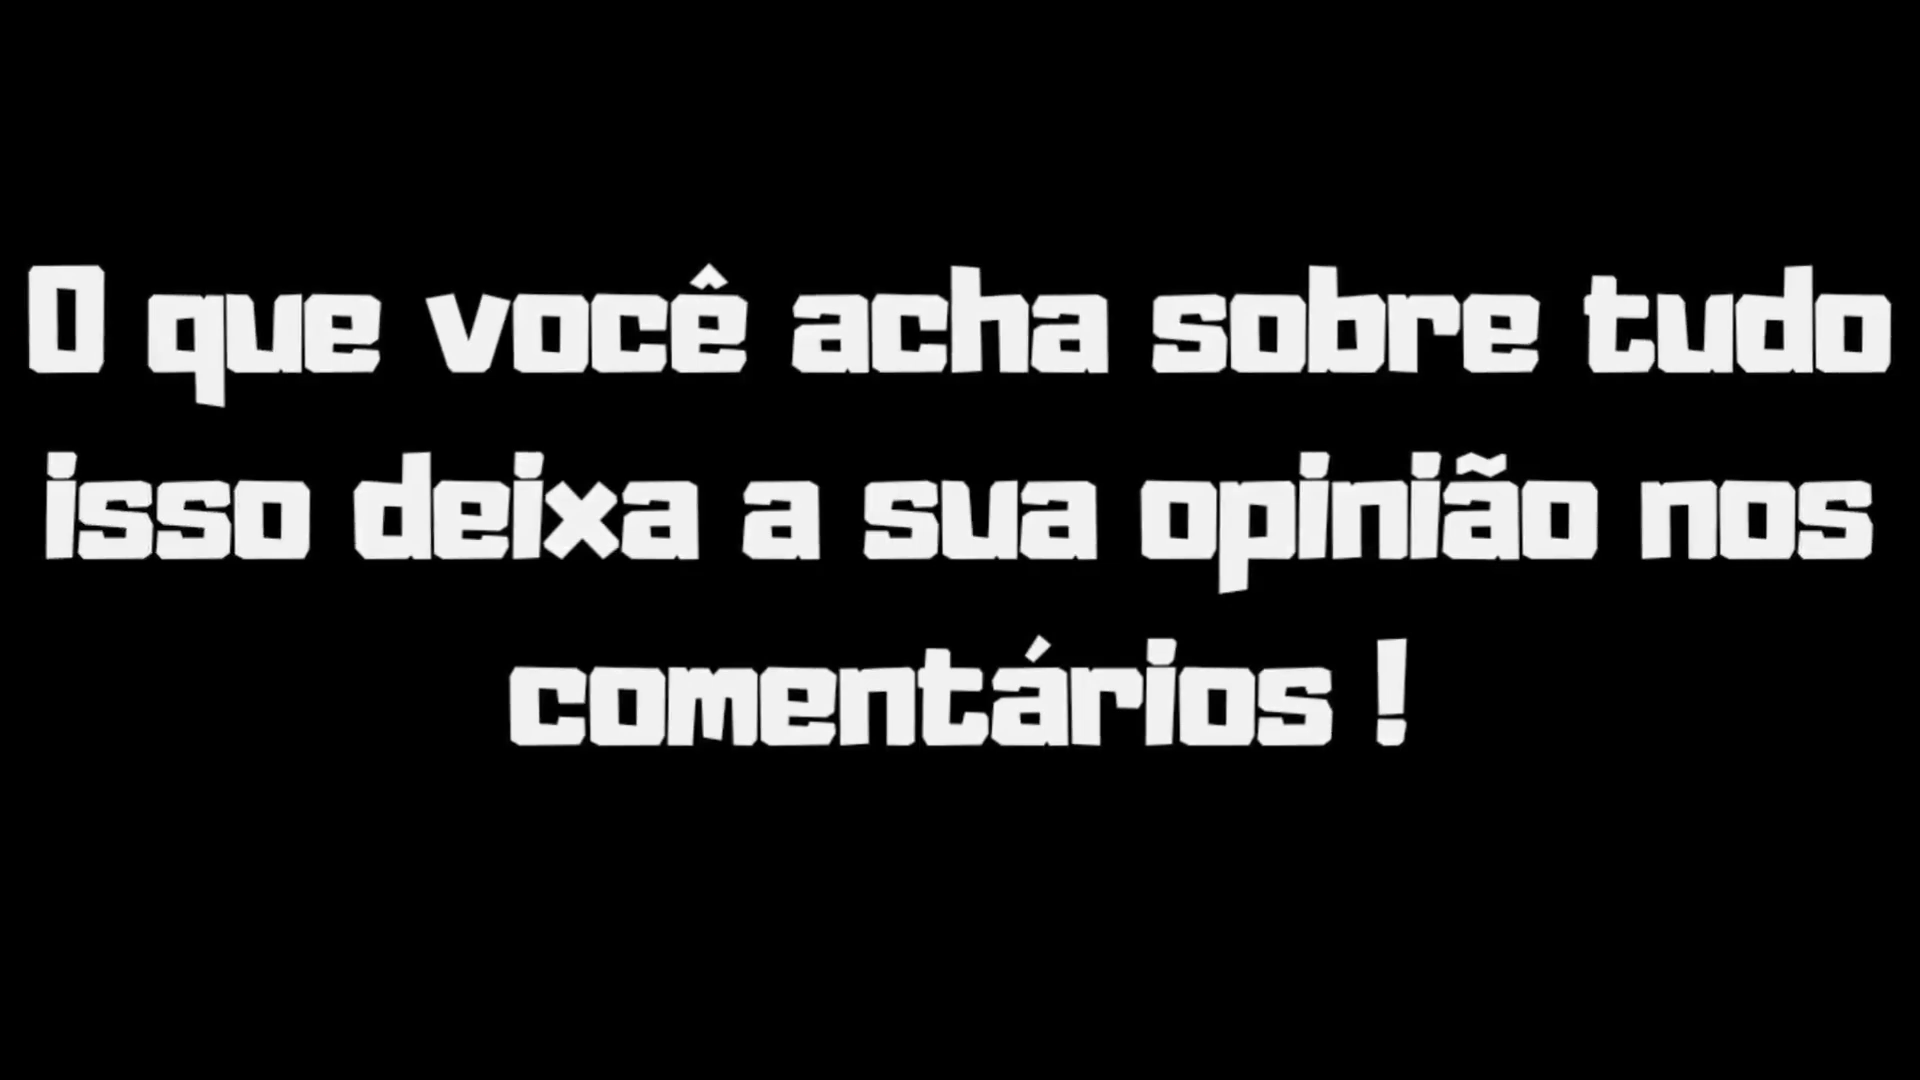 O que você acha sobre tudo
isso deixa a sua opinião nos
comentários !